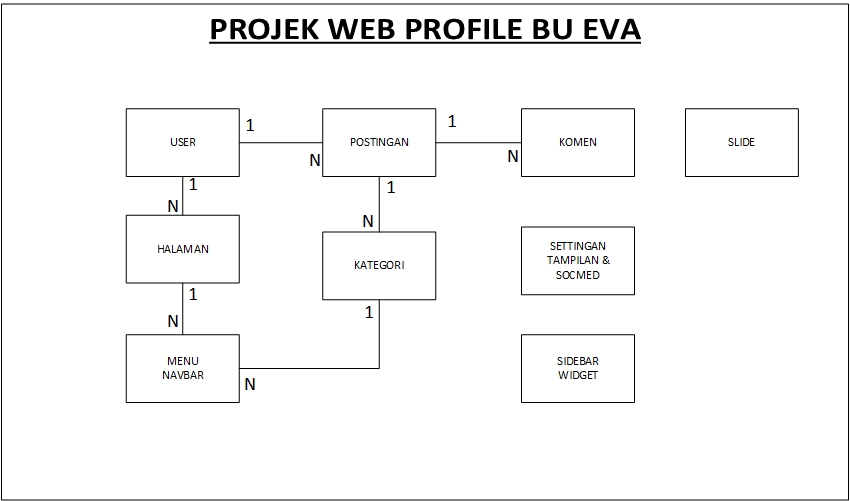 PROJEK WEB PROFILE BU EVA
USER
1
N
POSTINGAN
1
N
KOMEN
SLIDE
1
N
1
N
HALAMAN
KATEGORI
SETTINGAN
TAMPILAN &
SOCMED
1
N
1
MENU
NAVBAR
N
SIDEBAR
WIDGET